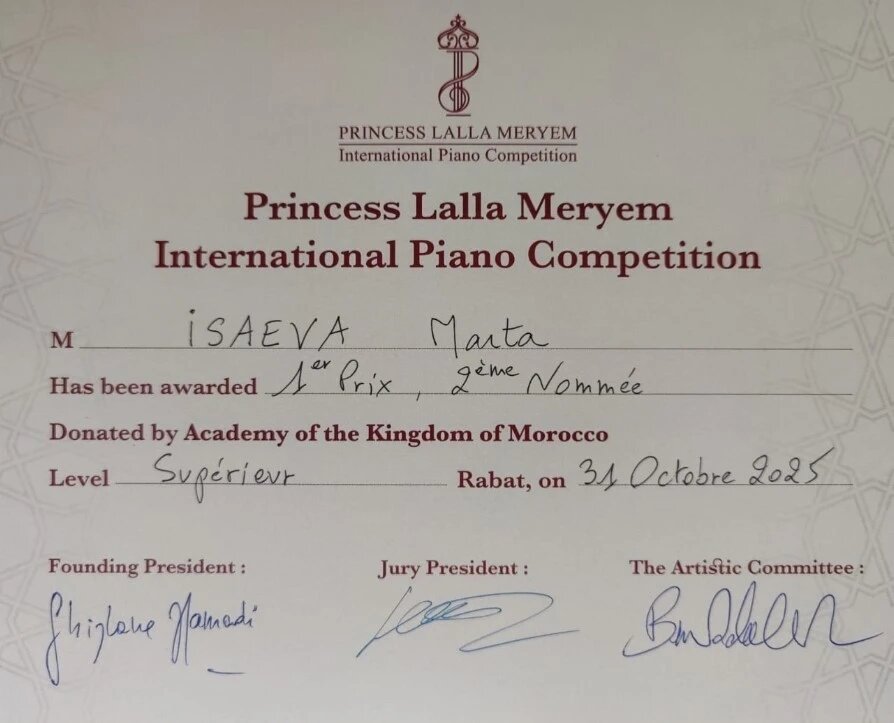 PRINCESS LALLA MERYEM
International Piano Competition
Princess Lalla Meryem
International Piano Competition
M ISAEVA Marta
Has been awarded 1er Prix, 2ème Nommée
Donated by Academy of the Kingdom of Morocco
Level Supérieur Rabat, on 31 Octobre 2025
Founding President : Jury President : The Artistic Committee :
Ghizlane Hamadi